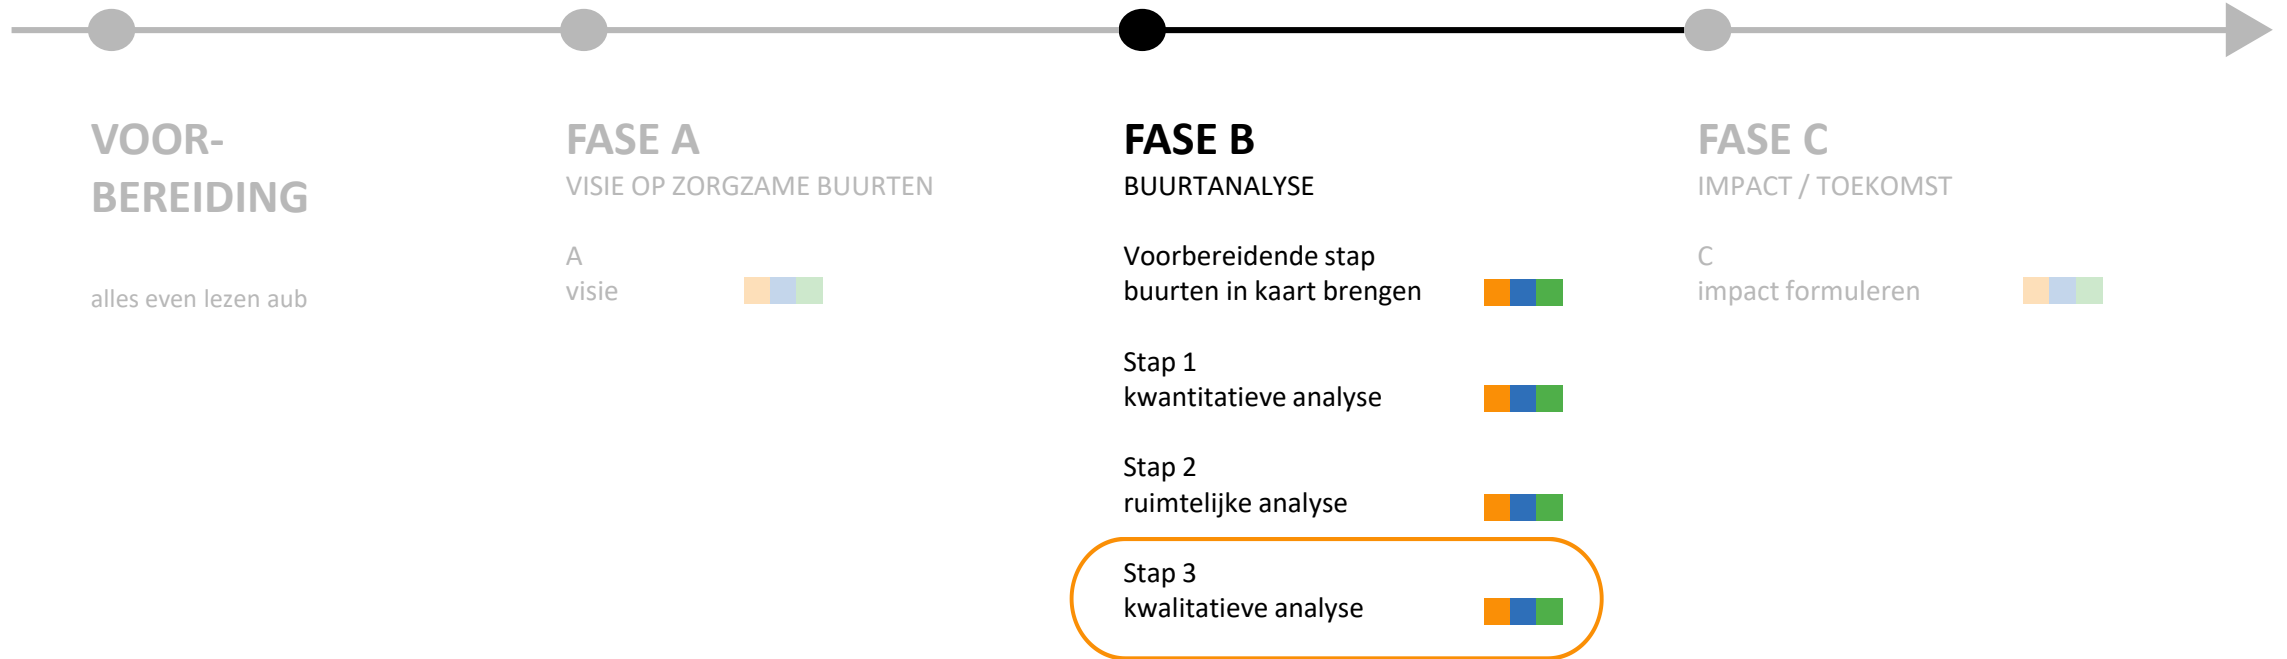 VOOR-
BEREIDING
alles even lezen aub
FASE A
VISIE OP ZORGZAME BUURTEN
A
visie
FASE B
BUURTANALYSE
Voorbereidende stap
buurten in kaart brengen
Stap 1
kwantitatieve analyse
Stap 2
ruimtelijke analyse
Stap 3
kwalitatieve analyse
FASE C
IMPACT / TOEKOMST
C
impact formuleren